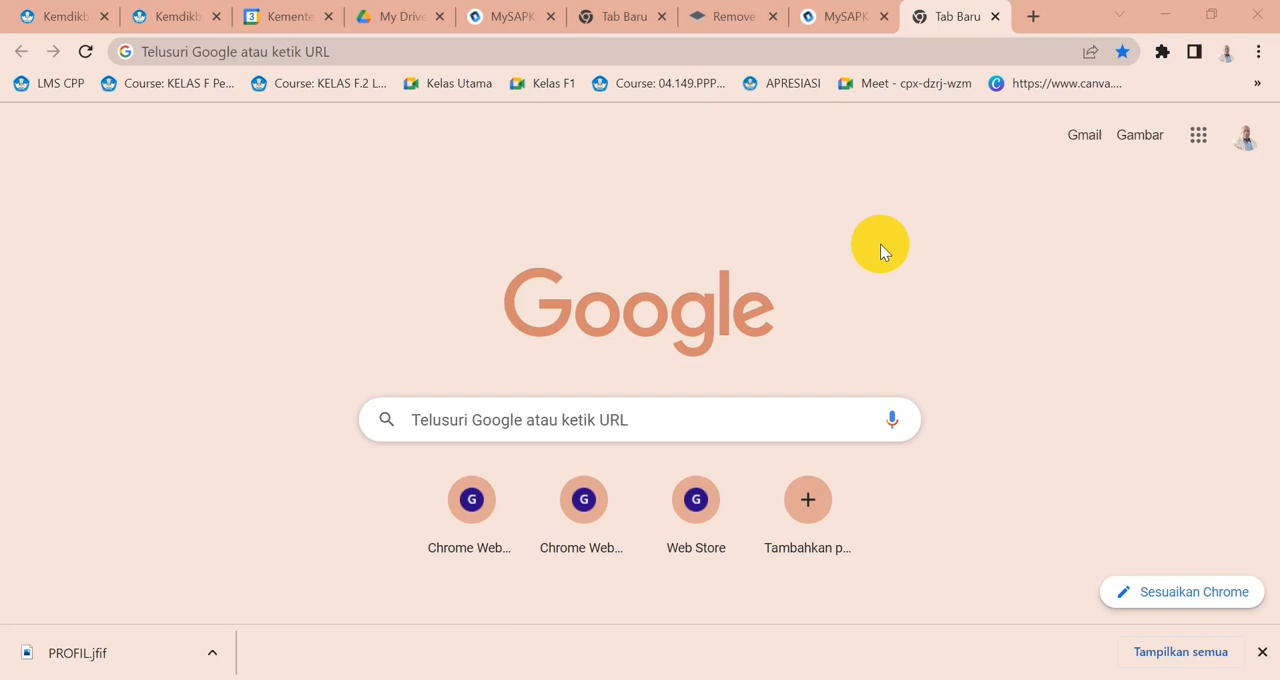 Kemdikb
Kemdikb
Kemente
My Drive
MySAPK
Tab Baru
Remove
MySAPK
Tab Baru
Telusuri Google atau ketik URL
LMS CPP
Course: KELAS F Pe...
Course: KELAS F.2 L...
Kelas Utama
Kelas F1
Course: 04.149.PPP...
APRESIASI
Meet - cpx-dzrj-wzm
https://www.canva....
»
Gmail
Gambar
Google
Telusuri Google atau ketik URL
G
G
G
Chrome Web...
Chrome Web...
Web Store
Tambahkan p...
Sesuaikan Chrome
PROFIL.jfif
Tampilkan semua